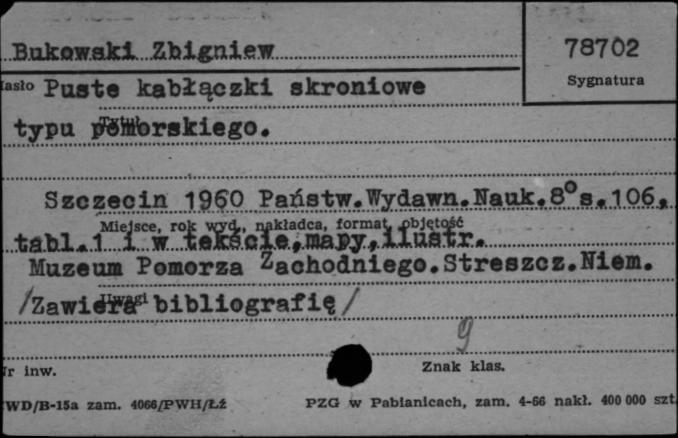 Bukowski Zbigniew
78702
Sygnatura
Hasło Puste kabłączki skroniowe
Tytuł
typu pomorskiego.
Szczecin 1960 Państw.Wydawn.Nauk.8° s.106,
Miejsce, rok wyd., nakładca, format, objętość
tabl.1 i w tekście,mapy,ilustr.
Muzeum Pomorza Zachodniego.Streszcz.Niem.
Uwagi
/Zawiera bibliografię/
9
Nr inw.
Znak klas.
WD/B-15a zam. 4066/PWH/Łź
PZG w Pabianicach, zam. 4-66 nakł. 400 000 szt.